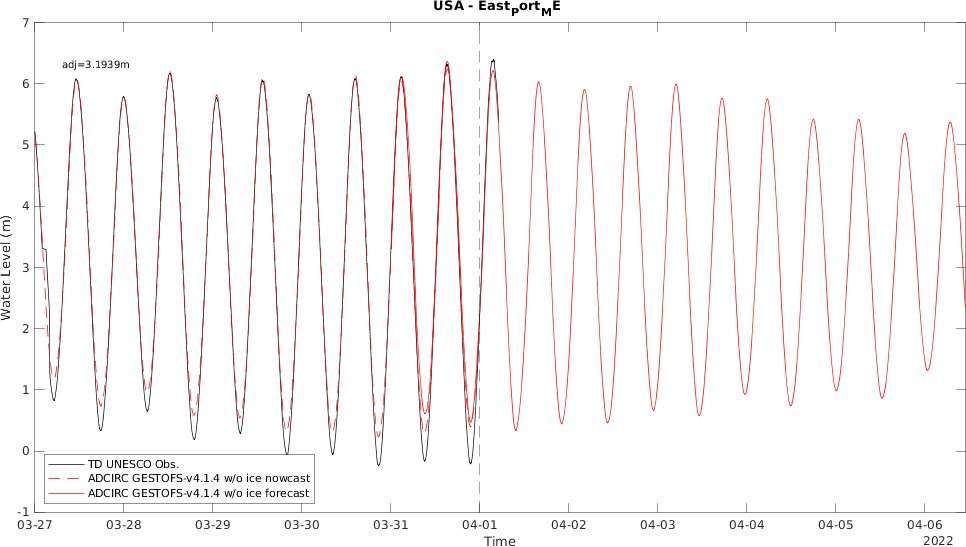 USA - EastPortME
7
adj=3.1939m
6
5
4
3
2
1
0
-1
Water Level (m)
TD UNESCO Obs.
ADCIRC GESTOFS-v4.1.4 w/o ice nowcast
ADCIRC GESTOFS-v4.1.4 w/o ice forecast
03-27 03-28 03-29 03-30 03-31 04-01 04-02 04-03 04-04 04-05 04-06
Time
2022